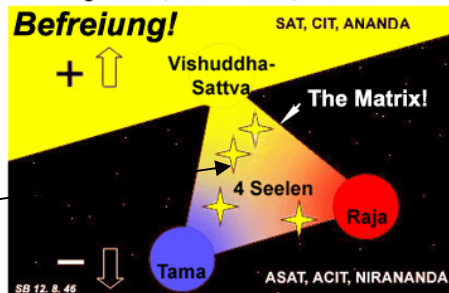 Befreiung!
SAT, CIT, ANANDA
+
Vishuddha-
Sattva
The Matrix!
4 Seelen
Raja
–
Tama
ASAT, ACIT, NIRANANDA
SB 12. 8. 46